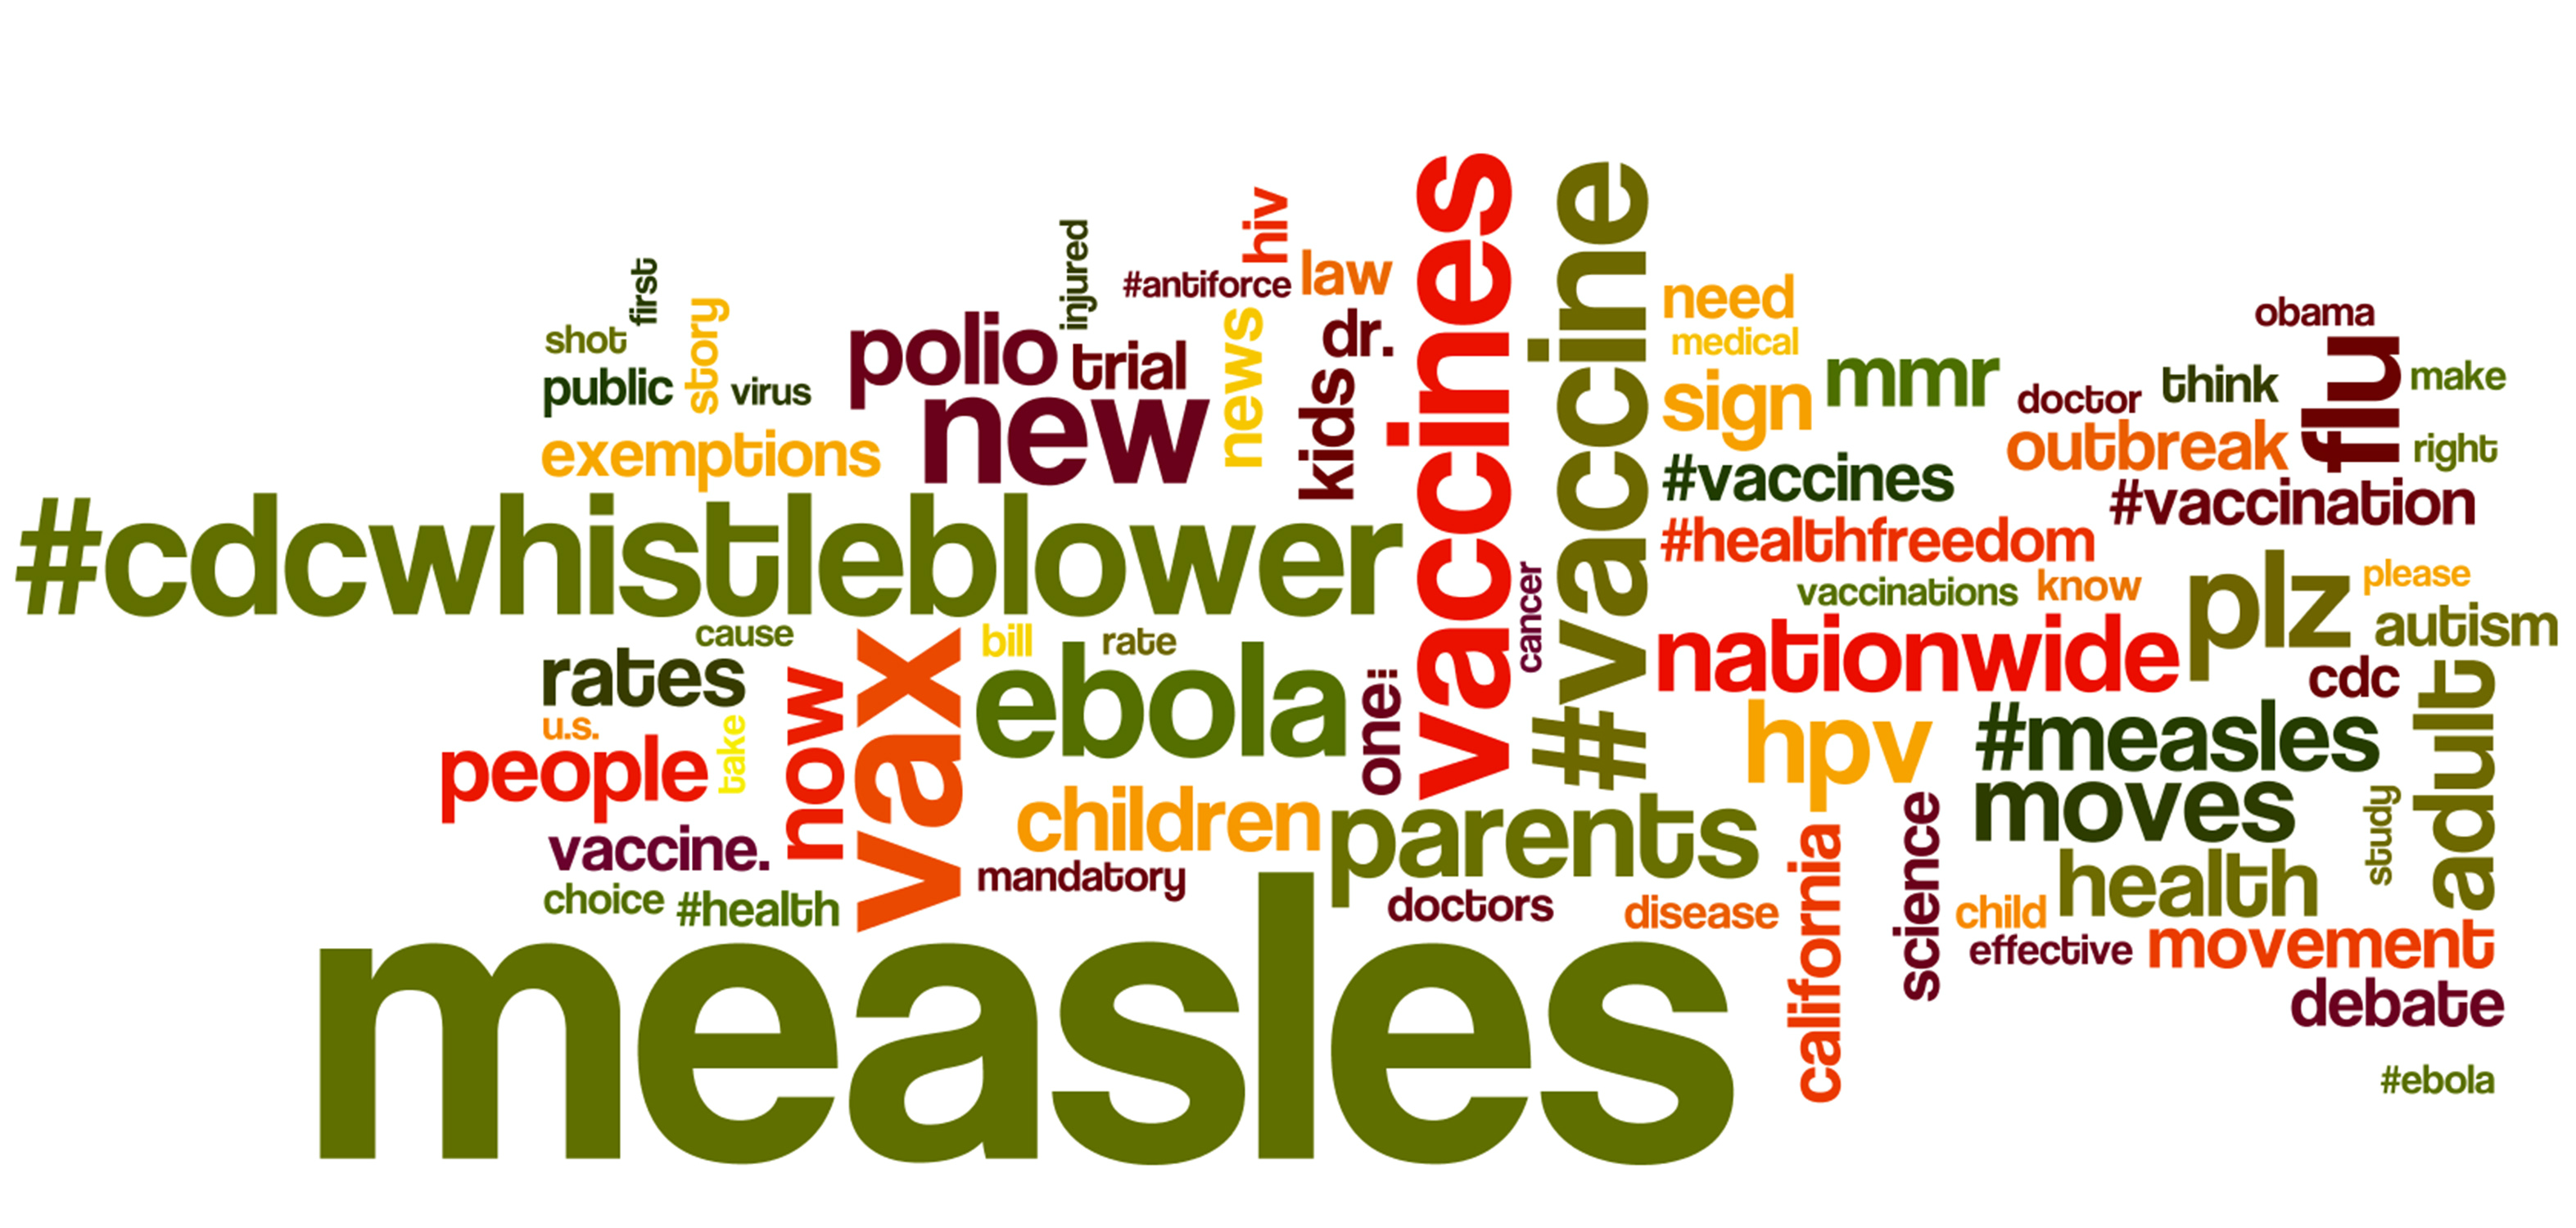 hiv
injured
#antiforce
law
first
story
shot
public
virus
polio
trial
news
dr.
kids
exemptions
new
vaccines
#vaccine
need
medical
sign
mmr
obama
doctor
think
flu
make
outbreak
right
#vaccines
#vaccination
#healthfreedom
#cdcwhistleblower
cancer
vaccinations
know
plz
please
autism
cause
bill
rate
rates
u.s.
take
people
now
vax
ebola
one:
nationwide
cdc
adult
hpv
#measles
moves
study
vaccine.
children
parents
mandatory
choice
#health
doctors
disease
california
science
child
health
effective
movement
debate
measles
#ebola